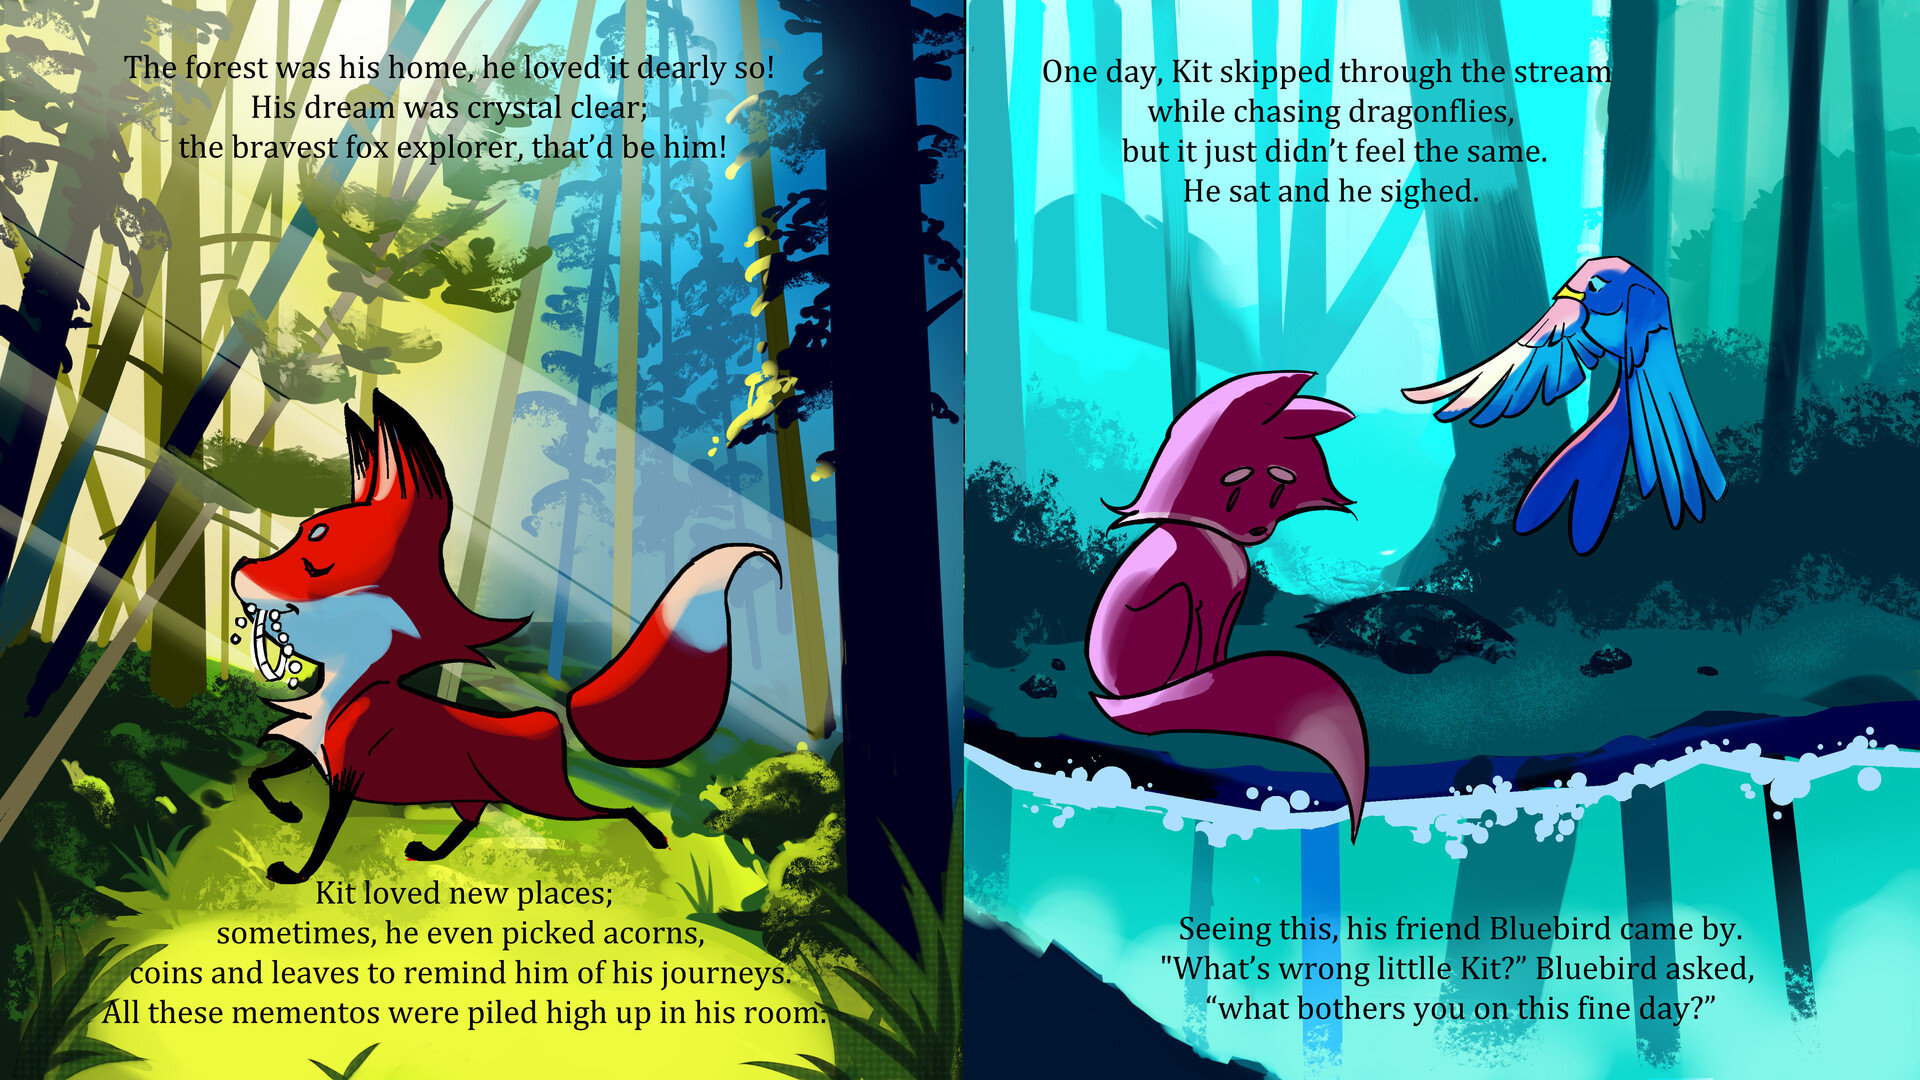 The forest was his home, he loved it dearly so!
His dream was crystal clear;
the bravest fox explorer, that’d be him!
Kit loved new places;
sometimes, he even picked acorns,
coins and leaves to remind him of his journeys.
All these mementos were piled high up in his room.
One day, Kit skipped through the stream
while chasing dragonflies,
but it just didn’t feel the same.
He sat and he sighed.
Seeing this, his friend Bluebird came by.
"What’s wrong littlle Kit?” Bluebird asked,
“what bothers you on this fine day?”